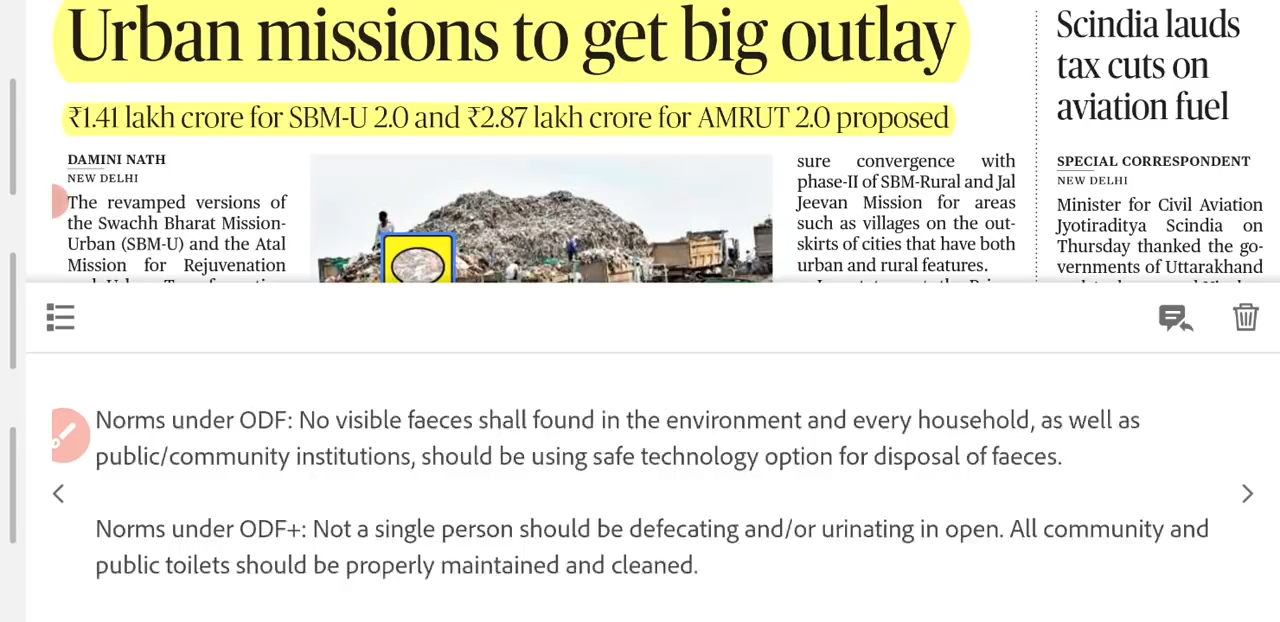 Urban missions to get big outlay
₹1.41 lakh crore for SBM-U 2.0 and ₹2.87 lakh crore for AMRUT 2.0 proposed
DAMINI NATH
NEW DELHI
The revamped versions of
the Swachh Bharat Mission-
Urban (SBM-U) and the Atal
Mission for Rejuvenation
sure convergence with
phase-II of SBM-Rural and Jal
Jeevan Mission for areas
such as villages on the out-
skirts of cities that have both
urban and rural features.
Scindia lauds
tax cuts on
aviation fuel
SPECIAL CORRESPONDENT
NEW DELHI
Minister for Civil Aviation
Jyotiraditya Scindia on
Thursday thanked the go-
vernments of Uttarakhand
Norms under ODF: No visible faeces shall found in the environment and every household, as well as
public/community institutions, should be using safe technology option for disposal of faeces.
Norms under ODF+: Not a single person should be defecating and/or urinating in open. All community and
public toilets should be properly maintained and cleaned.